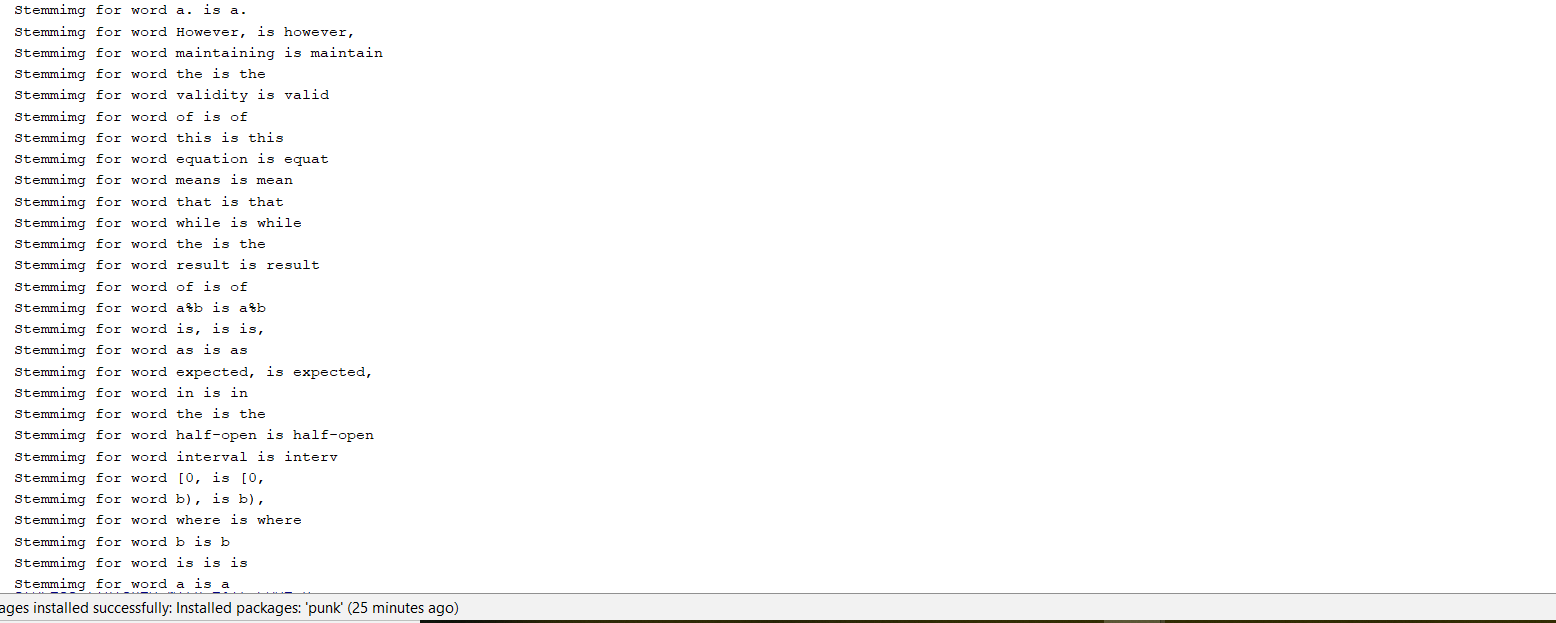 Stemmimg for word a. is a.
Stemmimg for word However, is however,
Stemmimg for word maintaining is maintain
Stemmimg for word the is the
Stemmimg for word validity is valid
Stemmimg for word of is of
Stemmimg for word this is this
Stemmimg for word equation is equat
Stemmimg for word means is mean
Stemmimg for word that is that
Stemmimg for word while is while
Stemmimg for word the is the
Stemmimg for word result is result
Stemmimg for word of is of
Stemmimg for word a%b is a%b
Stemmimg for word is, is is,
Stemmimg for word as is as
Stemmimg for word expected, is expected,
Stemmimg for word in is in
Stemmimg for word the is the
Stemmimg for word half-open is half-open
Stemmimg for word interval is interv
Stemmimg for word [0, is [0,
Stemmimg for word b), is b),
Stemmimg for word where is where
Stemmimg for word b is b
Stemmimg for word is is is
Stemmimg for word a is a
ages installed successfully: Installed packages: 'punk' (25 minutes ago)